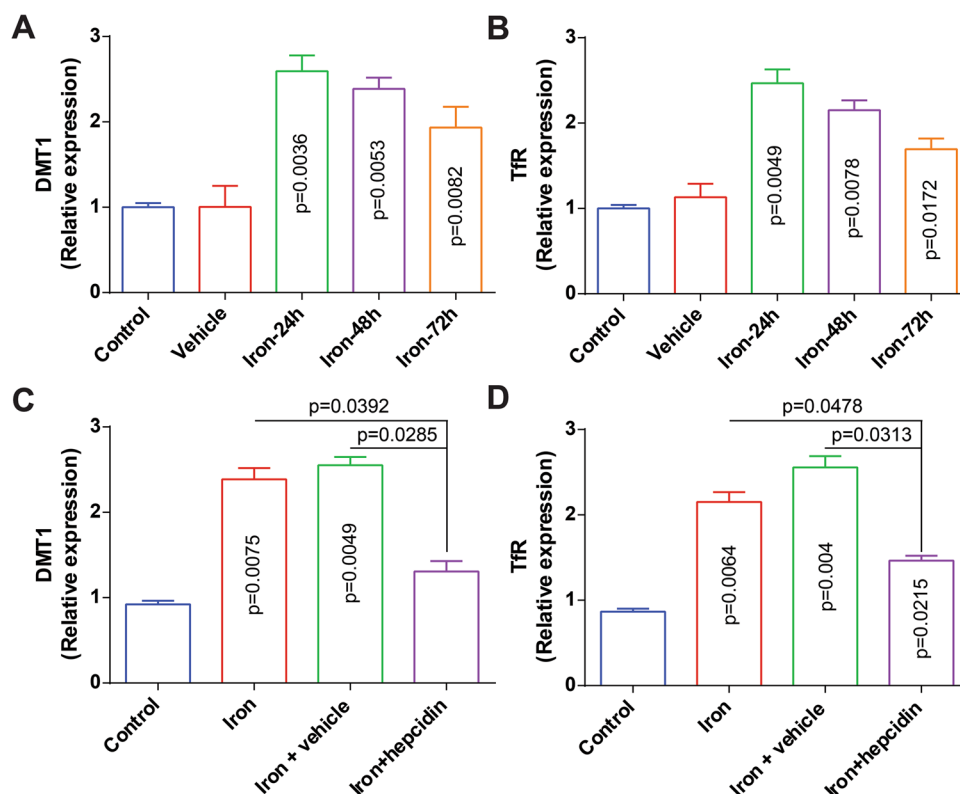 A
DMT1
(Relative expression)
3
2
1
0
p=0.0036
p=0.0053
p=0.0082
Control
Vehicle
Iron-24h
Iron-48h
Iron-72h
B
TfR
(Relative expression)
3
2
1
0
p=0.0049
p=0.0078
p=0.0172
Control
Vehicle
Iron-24h
Iron-48h
Iron-72h
C
DMT1
(Relative expression)
3
2
1
0
p=0.0392
p=0.0285
p=0.0075
p=0.0049
Control
Iron
Iron + vehicle
Iron+hepcidin
D
TfR
(Relative expression)
3
2
1
0
p=0.0478
p=0.0313
p=0.0064
p=0.004
p=0.0215
Control
Iron
Iron + vehicle
Iron+hepcidin